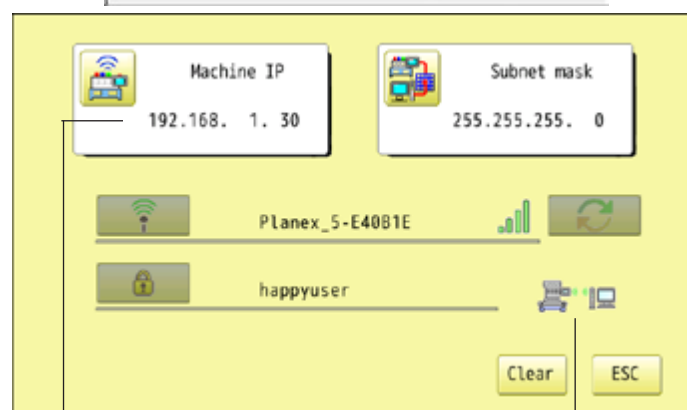 Machine IP
192.168. 1. 30
Subnet mask
255.255.255. 0
Planex_5-E40B1E
happyuser
Clear
ESC